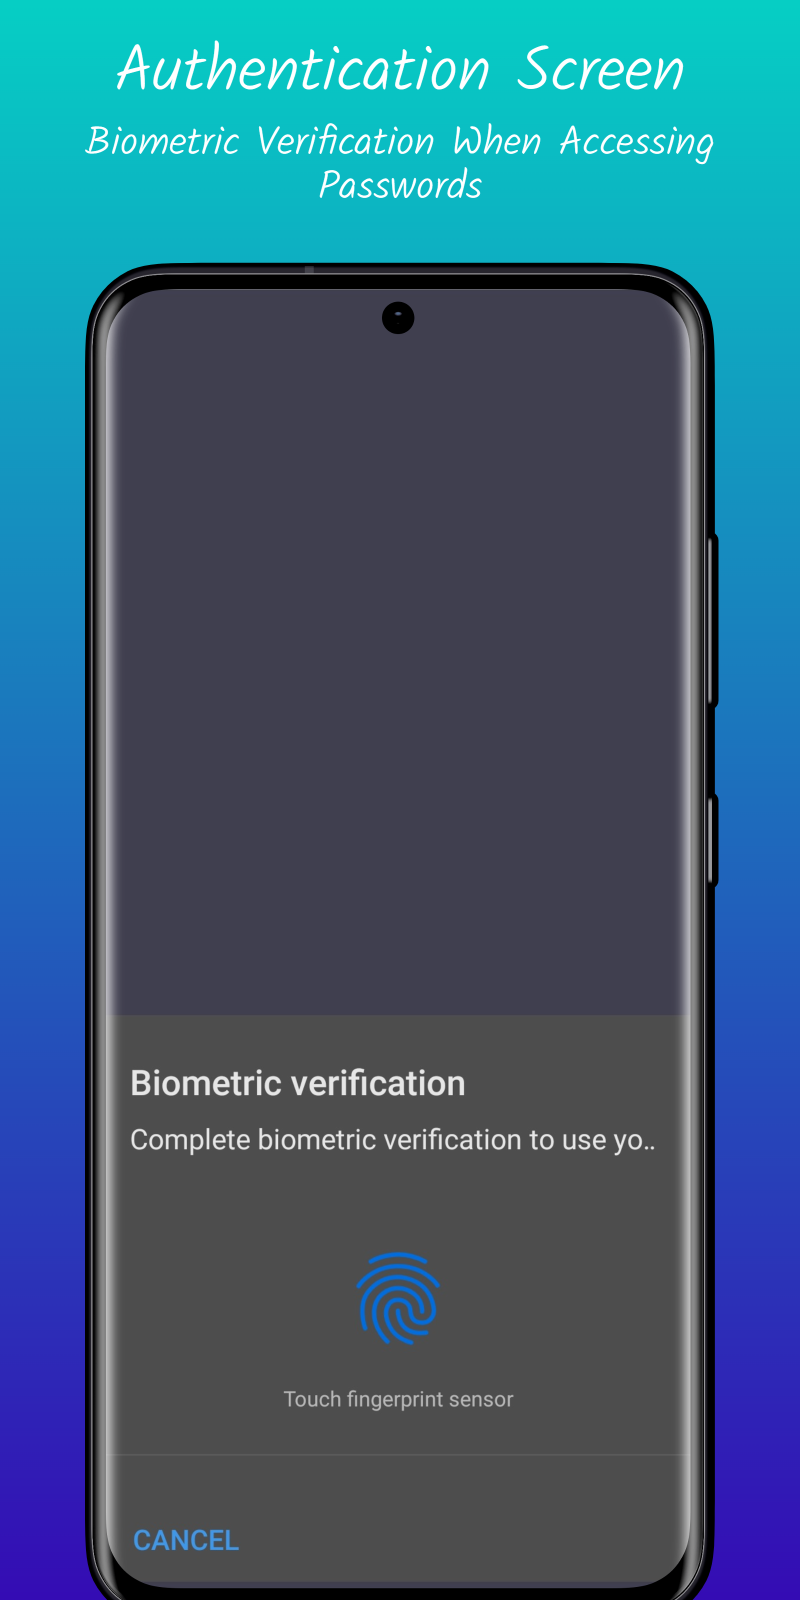 Authentication Screen
Biometric Verification When Accessing
Passwords
Biometric verification
Complete biometric verification to use yo..
Touch fingerprint sensor
CANCEL